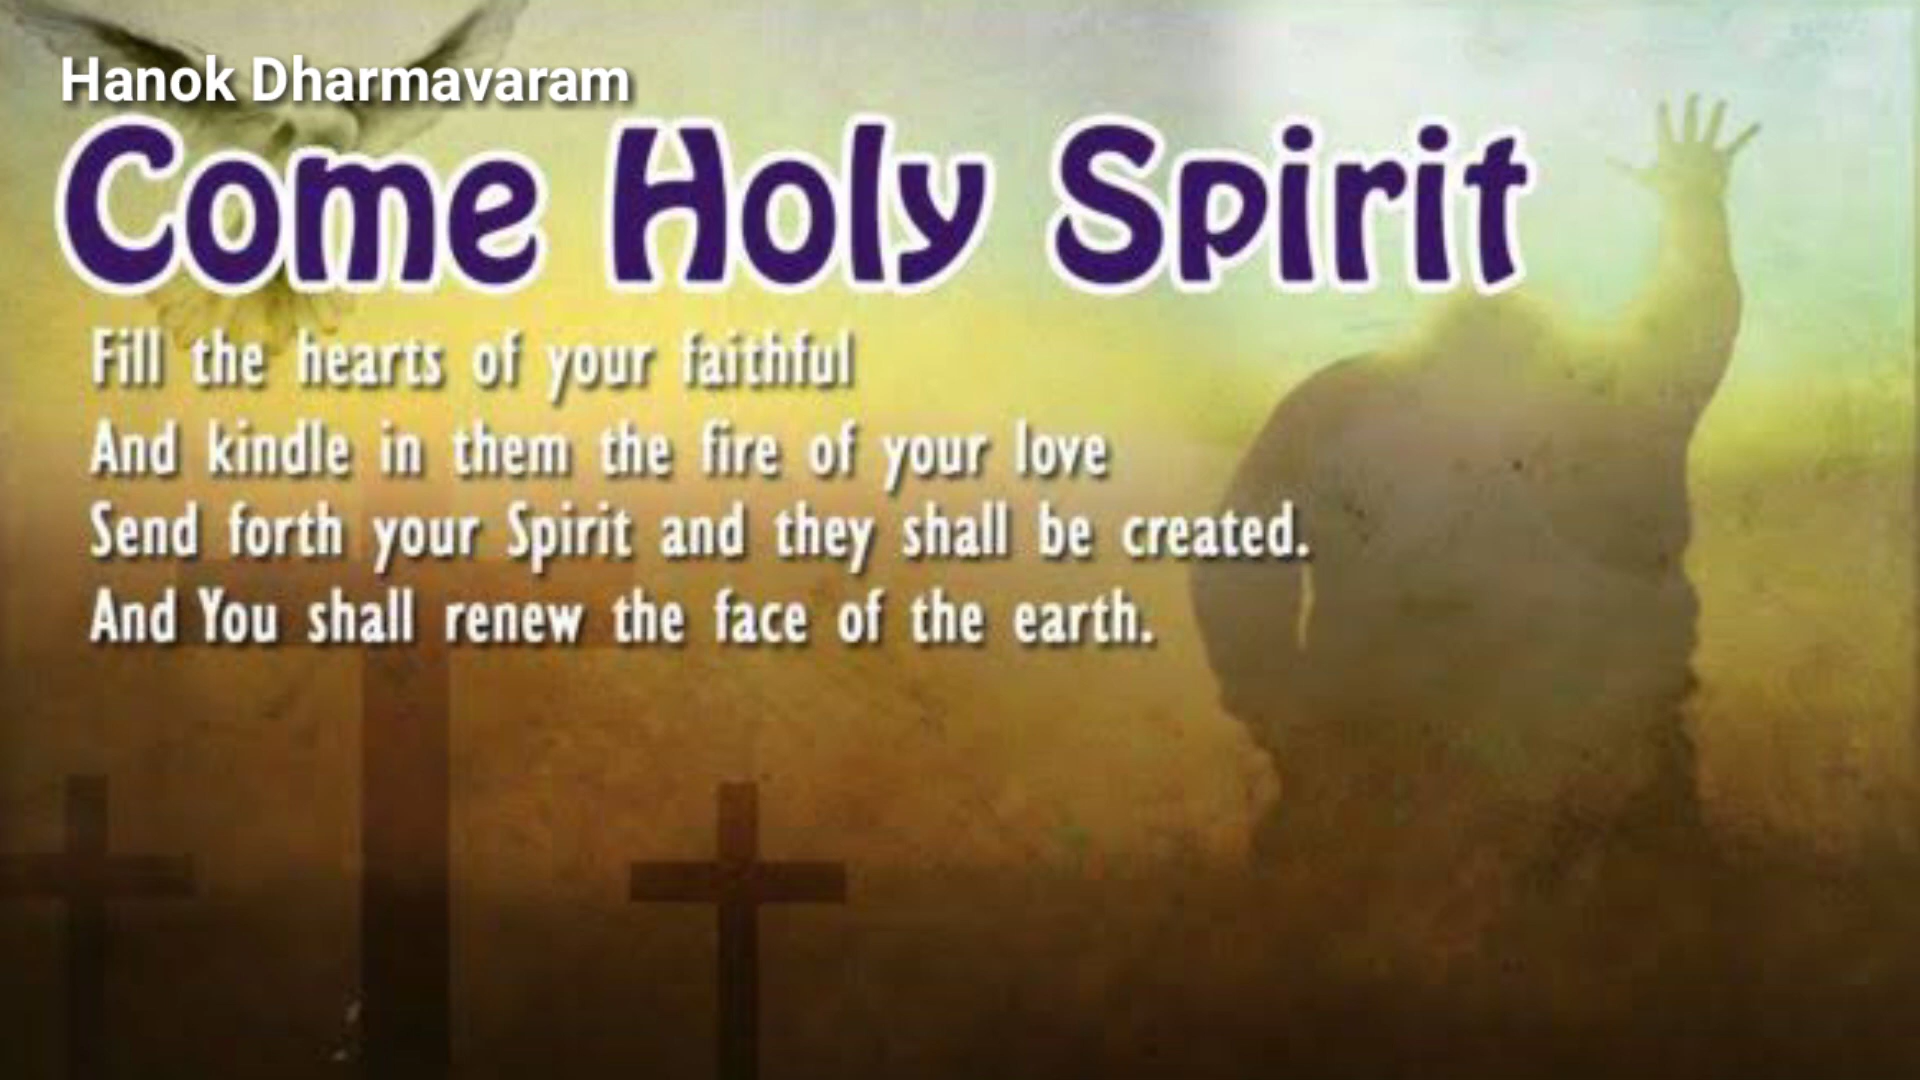 Hanok Dharmavaram
Come Holy Spirit
Fill the hearts of your faithful
And kindle in them the fire of your love
Send forth your Spirit and they shall be created.
And You shall renew the face of the earth.